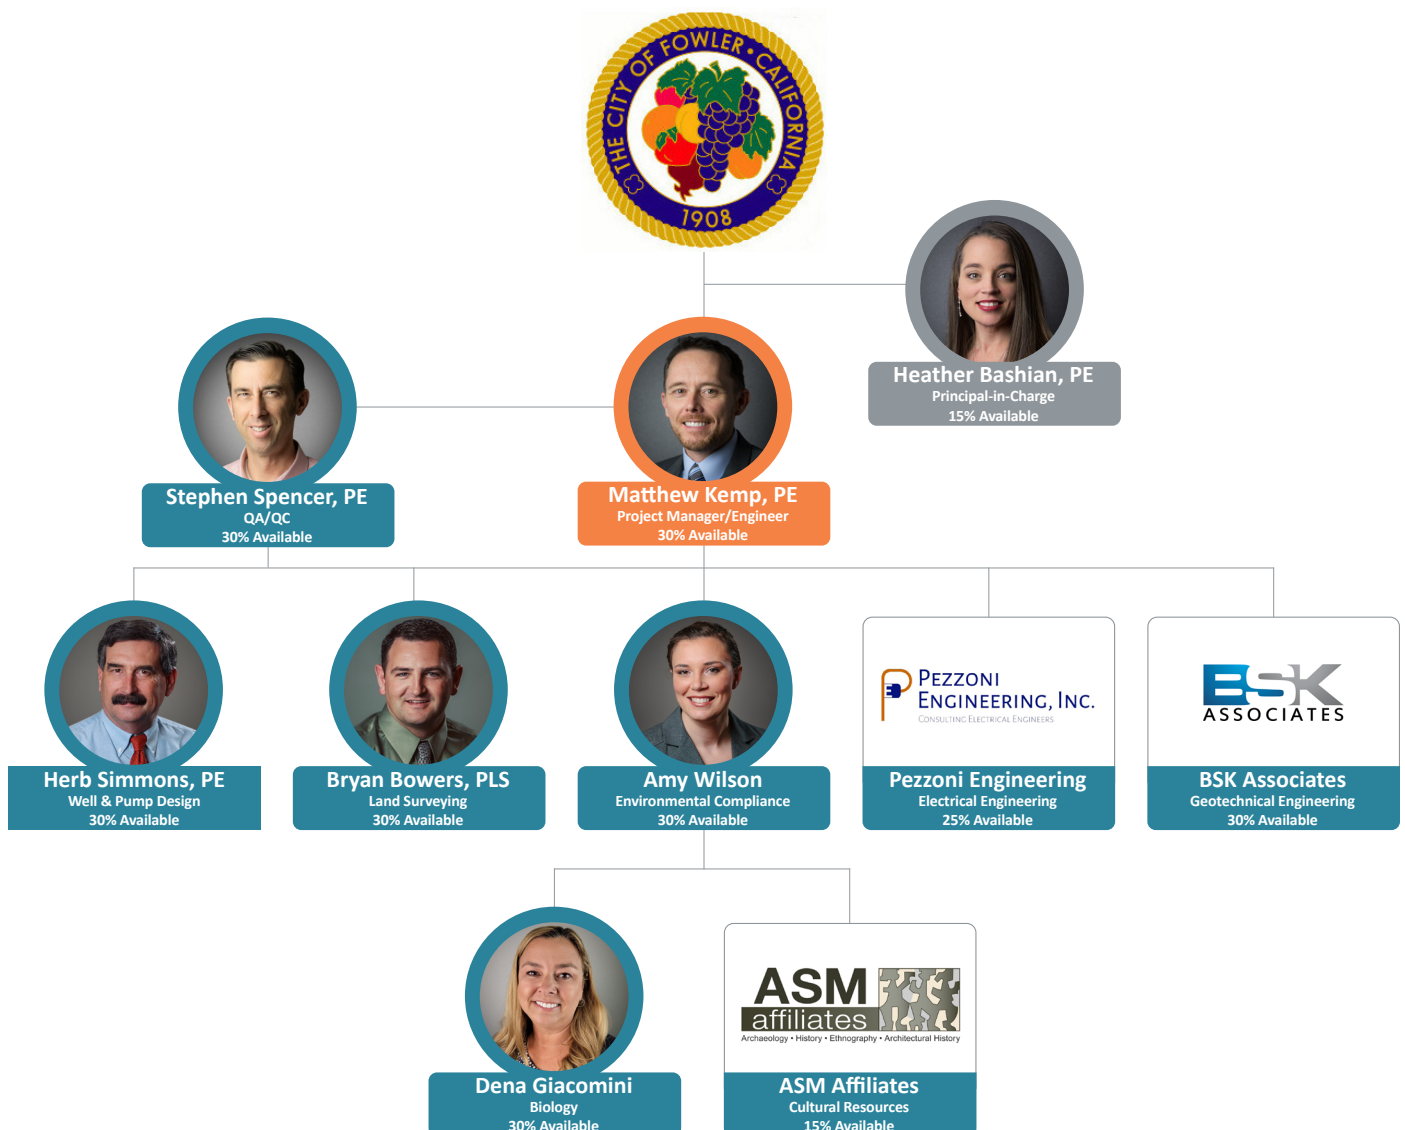 THE CITY OF FOWLER • CALIFORNIA
1908
Heather Bashian, PE
Principal-in-Charge
15% Available
Stephen Spencer, PE
QA/QC
30% Available
Matthew Kemp, PE
Project Manager/Engineer
30% Available
Herb Simmons, PE
Well & Pump Design
30% Available
Bryan Bowers, PLS
Land Surveying
30% Available
Amy Wilson
Environmental Compliance
30% Available
PEZZONI
ENGINEERING, INC.
CONSULTING ELECTRICAL ENGINEERS
Pezzoni Engineering
Electrical Engineering
25% Available
BSK
ASSOCIATES
BSK Associates
Geotechnical Engineering
30% Available
Dena Giacomini
Biology
30% Available
ASM
affiliates
Archaeology • History • Ethnography • Architectural History
ASM Affiliates
Cultural Resources
15% Available